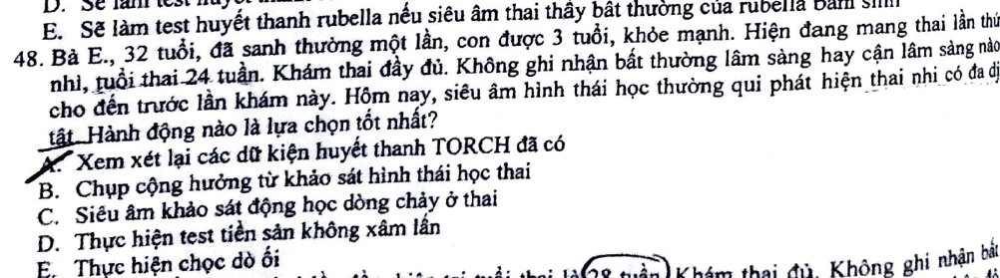 D. Sẽ làm test
E. Sẽ làm test huyết thanh rubella nếu siêu âm thai thấy bất thường của rubella bẩm sinh
48. Bà E., 32 tuổi, đã sanh thường một lần, con được 3 tuổi, khỏe mạnh. Hiện đang mang thai lần thứ
nhì, tuổi thai 24 tuần. Khám thai đầy đủ. Không ghi nhận bất thường lâm sàng hay cận lâm sàng nào
cho đến trước lần khám này. Hôm nay, siêu âm hình thái học thường qui phát hiện thai nhi có đa dị
tật. Hành động nào là lựa chọn tốt nhất?
A. Xem xét lại các dữ kiện huyết thanh TORCH đã có
B. Chụp cộng hưởng từ khảo sát hình thái học thai
C. Siêu âm khảo sát động học dòng chảy ở thai
D. Thực hiện test tiền sản không xâm lấn
E. Thực hiện chọc dò ối
thai là 28 tuần. Khám thai đủ. Không ghi nhận bất